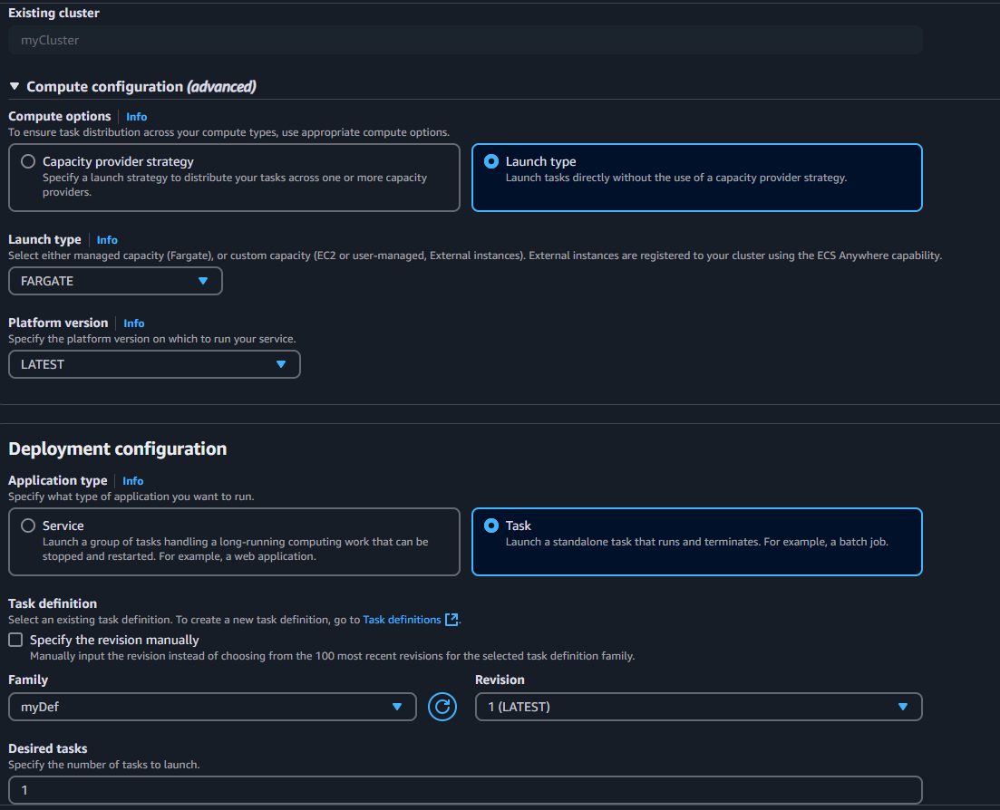 Existing cluster
myCluster
Compute configuration (advanced)
Compute options Info
To ensure task distribution across your compute types, use appropriate compute options.
Capacity provider strategy
Specify a launch strategy to distribute your tasks across one or more capacity
providers.
Launch type
Launch tasks directly without the use of a capacity provider strategy.
Launch type Info
Select either managed capacity (Fargate), or custom capacity (EC2 or user-managed, External instances). External instances are registered to your cluster using the ECS Anywhere capability.
FARGATE
Platform version Info
Specify the platform version on which to run your service.
LATEST
Deployment configuration
Application type Info
Specify what type of application you want to run.
Service
Launch a group of tasks handling a long-running computing work that can be
stopped and restarted. For example, a web application.
Task
Launch a standalone task that runs and terminates. For example, a batch job.
Task definition
Select an existing task definition. To create a new task definition, go to Task definitions.
Specify the revision manually
Manually input the revision instead of choosing from the 100 most recent revisions for the selected task definition family.
Family
myDef
Revision
1 (LATEST)
Desired tasks
Specify the number of tasks to launch.
1